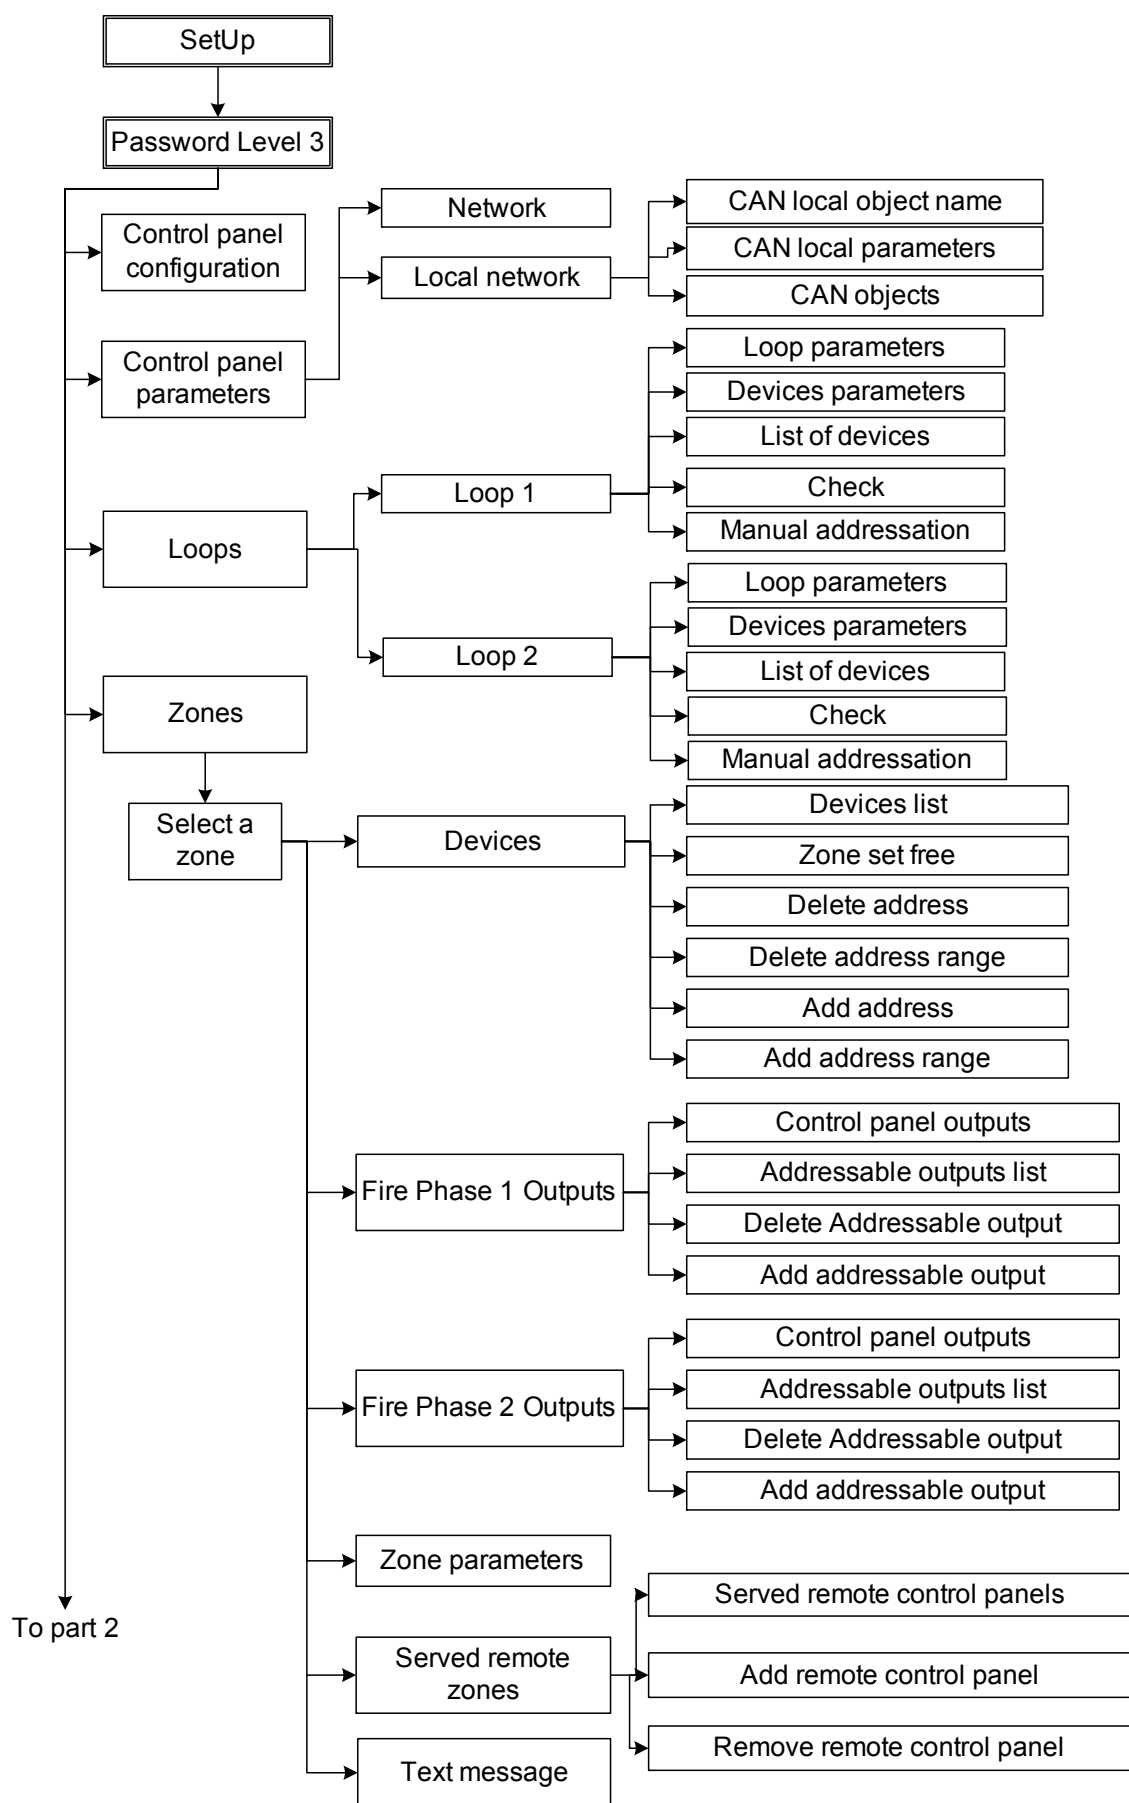 SetUp
Password Level 3
Control panel
configuration
Control panel
parameters
Network
Local network
CAN local object name
CAN local parameters
CAN objects
Loops
Loop 1
Loop parameters
Devices parameters
List of devices
Check
Manual addressation
Loop 2
Loop parameters
Devices parameters
List of devices
Check
Manual addressation
Zones
Select a
zone
Devices
Devices list
Zone set free
Delete address
Delete address range
Add address
Add address range
Fire Phase 1 Outputs
Control panel outputs
Addressable outputs list
Delete Addressable output
Add addressable output
Fire Phase 2 Outputs
Control panel outputs
Addressable outputs list
Delete Addressable output
Add addressable output
Zone parameters
Served remote
zones
Served remote control panels
Add remote control panel
Remove remote control panel
Text message
To part 2